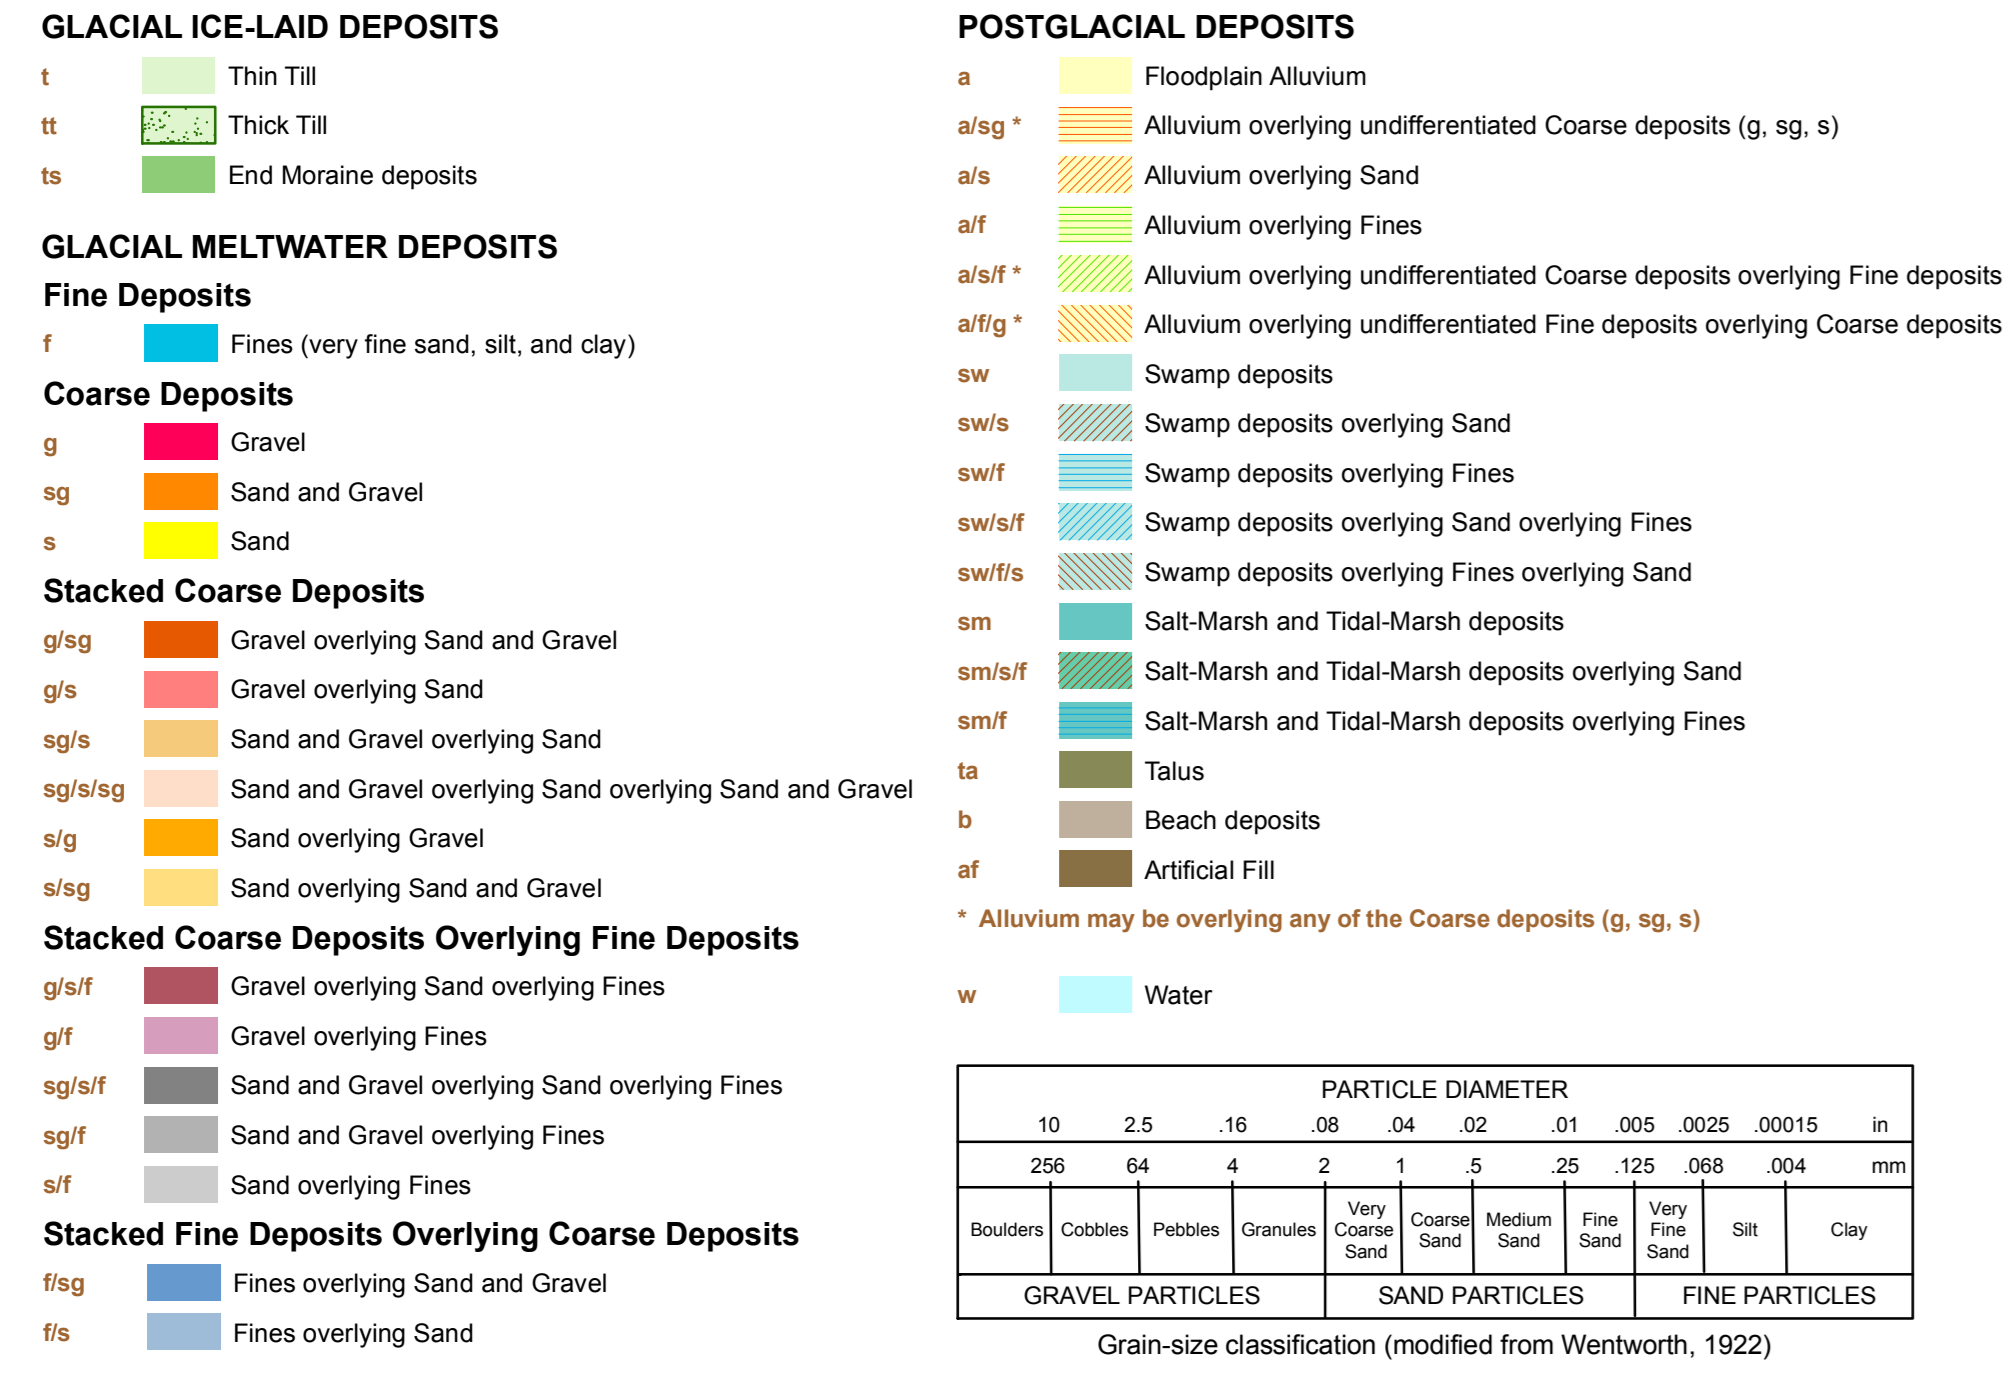 GLACIAL ICE-LAID DEPOSITS
t Thin Till
tt Thick Till
ts End Moraine deposits
GLACIAL MELTWATER DEPOSITS
Fine Deposits
f Fines (very fine sand, silt, and clay)
Coarse Deposits
g Gravel
sg Sand and Gravel
s Sand
Stacked Coarse Deposits
g/sg Gravel overlying Sand and Gravel
g/s Gravel overlying Sand
sg/s Sand and Gravel overlying Sand
sg/s/sg Sand and Gravel overlying Sand overlying Sand and Gravel
s/g Sand overlying Gravel
s/sg Sand overlying Sand and Gravel
Stacked Coarse Deposits Overlying Fine Deposits
g/s/f Gravel overlying Sand overlying Fines
g/f Gravel overlying Fines
sg/s/f Sand and Gravel overlying Sand overlying Fines
sg/f Sand and Gravel overlying Fines
s/f Sand overlying Fines
Stacked Fine Deposits Overlying Coarse Deposits
f/sg Fines overlying Sand and Gravel
f/s Fines overlying Sand
POSTGLACIAL DEPOSITS
a Floodplain Alluvium
a/sg * Alluvium overlying undifferentiated Coarse deposits (g, sg, s)
a/s Alluvium overlying Sand
a/f Alluvium overlying Fines
a/s/f * Alluvium overlying undifferentiated Coarse deposits overlying Fine deposits
a/f/g * Alluvium overlying undifferentiated Fine deposits overlying Coarse deposits
sw Swamp deposits
sw/s Swamp deposits overlying Sand
sw/f Swamp deposits overlying Fines
sw/s/f Swamp deposits overlying Sand overlying Fines
sw/f/s Swamp deposits overlying Fines overlying Sand
sm Salt-Marsh and Tidal-Marsh deposits
sm/s/f Salt-Marsh and Tidal-Marsh deposits overlying Sand
sm/f Salt-Marsh and Tidal-Marsh deposits overlying Fines
ta Talus
b Beach deposits
af Artificial Fill
* Alluvium may be overlying any of the Coarse deposits (g, sg, s)
w Water
PARTICLE DIAMETER
10 2.5 .16 .08 .04 .02 .01 .005 .0025 .00015 in
256 64 4 2 1 .5 .25 .125 .068 .004 mm
Boulders Cobbles Pebbles Granules Very Coarse Sand Coarse Sand Medium Sand Fine Sand Very Fine Sand Silt Clay
GRAVEL PARTICLES SAND PARTICLES FINE PARTICLES
Grain-size classification (modified from Wentworth, 1922)